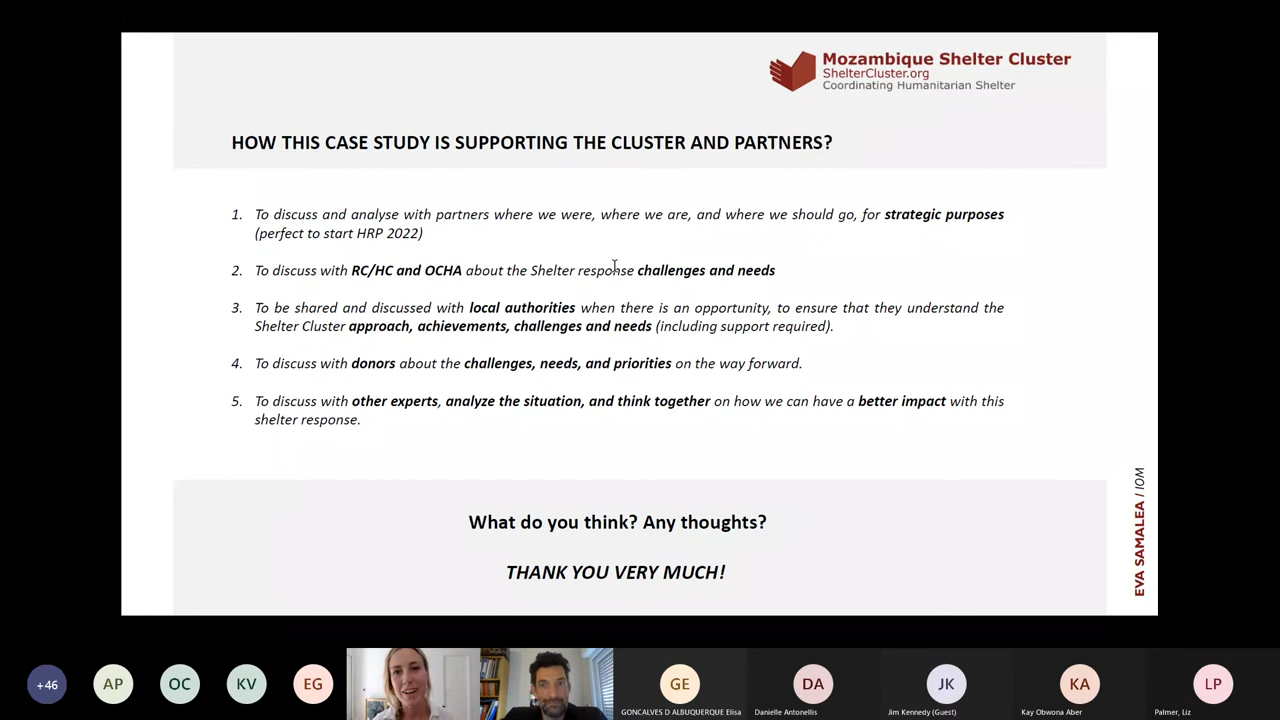 Mozambique Shelter Cluster
ShelterCluster.org
Coordinating Humanitarian Shelter
HOW THIS CASE STUDY IS SUPPORTING THE CLUSTER AND PARTNERS?
1. To discuss and analyse with partners where we were, where we are, and where we should go, for strategic purposes
(perfect to start HRP 2022)
2. To discuss with RC/HC and OCHA about the Shelter response challenges and needs
3. To be shared and discussed with local authorities when there is an opportunity, to ensure that they understand the
Shelter Cluster approach, achievements, challenges and needs (including support required).
4. To discuss with donors about the challenges, needs, and priorities on the way forward.
5. To discuss with other experts, analyze the situation, and think together on how we can have a better impact with this
shelter response.
What do you think? Any thoughts?
THANK YOU VERY MUCH!
EVA SAMALEA / IOM
+46
AP
OC
KV
EG
GE
GONCALVES D ALBUQUERQUE Elisa
DA
Danielle Antonellis
JK
Jim Kennedy (Guest)
KA
Kay Obwona Aber
LP
Palmer, Liz